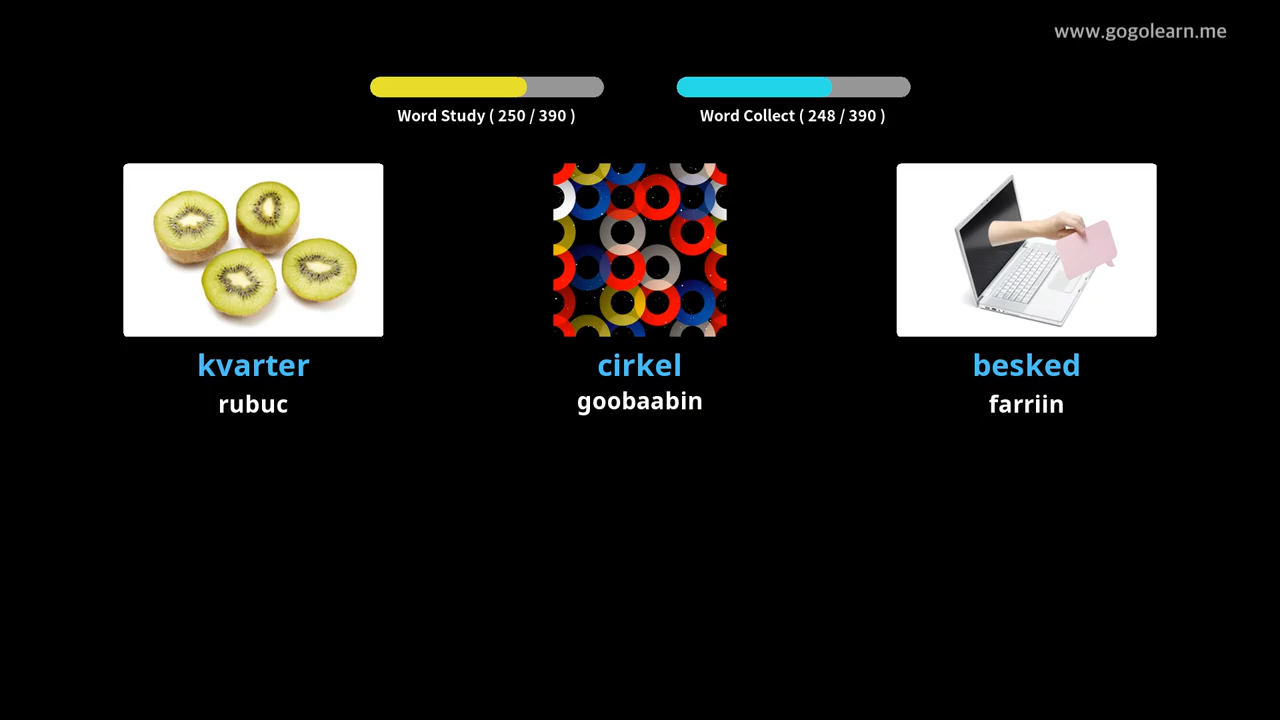 www.gogolearn.me
Word Study ( 250 / 390 )
Word Collect ( 248 / 390 )
kvarter
rubuc
cirkel
goobaabin
besked
farriin